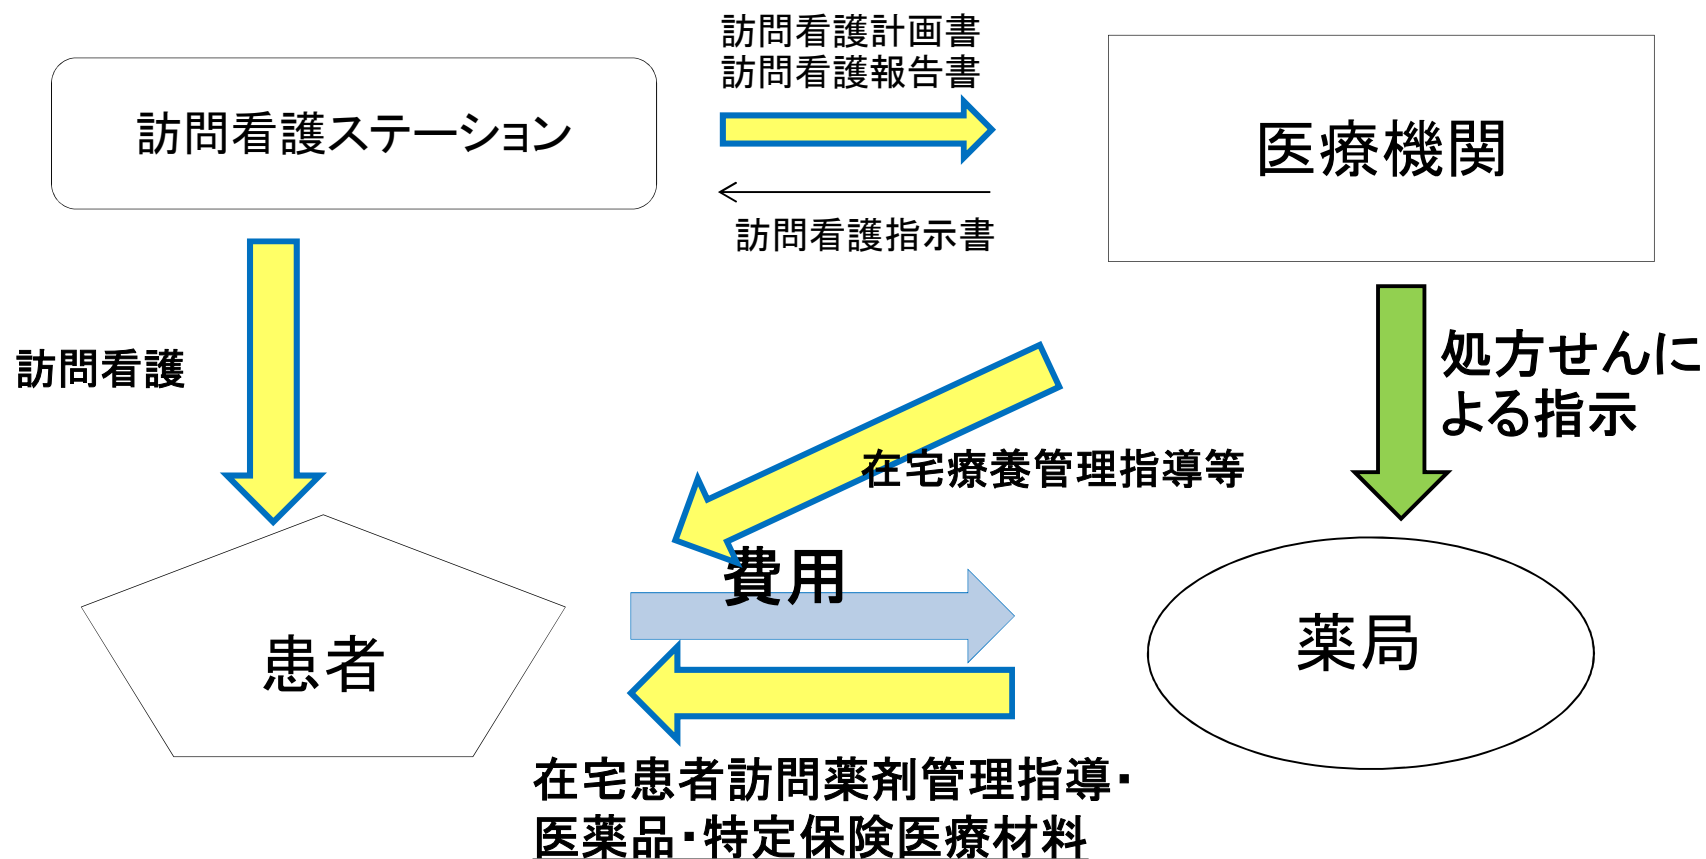 訪問看護計画書
訪問看護報告書
訪問看護ステーション
医療機関
訪問看護指示書
訪問看護
処方せんに
よる指示
在宅療養管理指導等
費用
患者
薬局
在宅患者訪問薬剤管理指導・
医薬品・特定保険医療材料